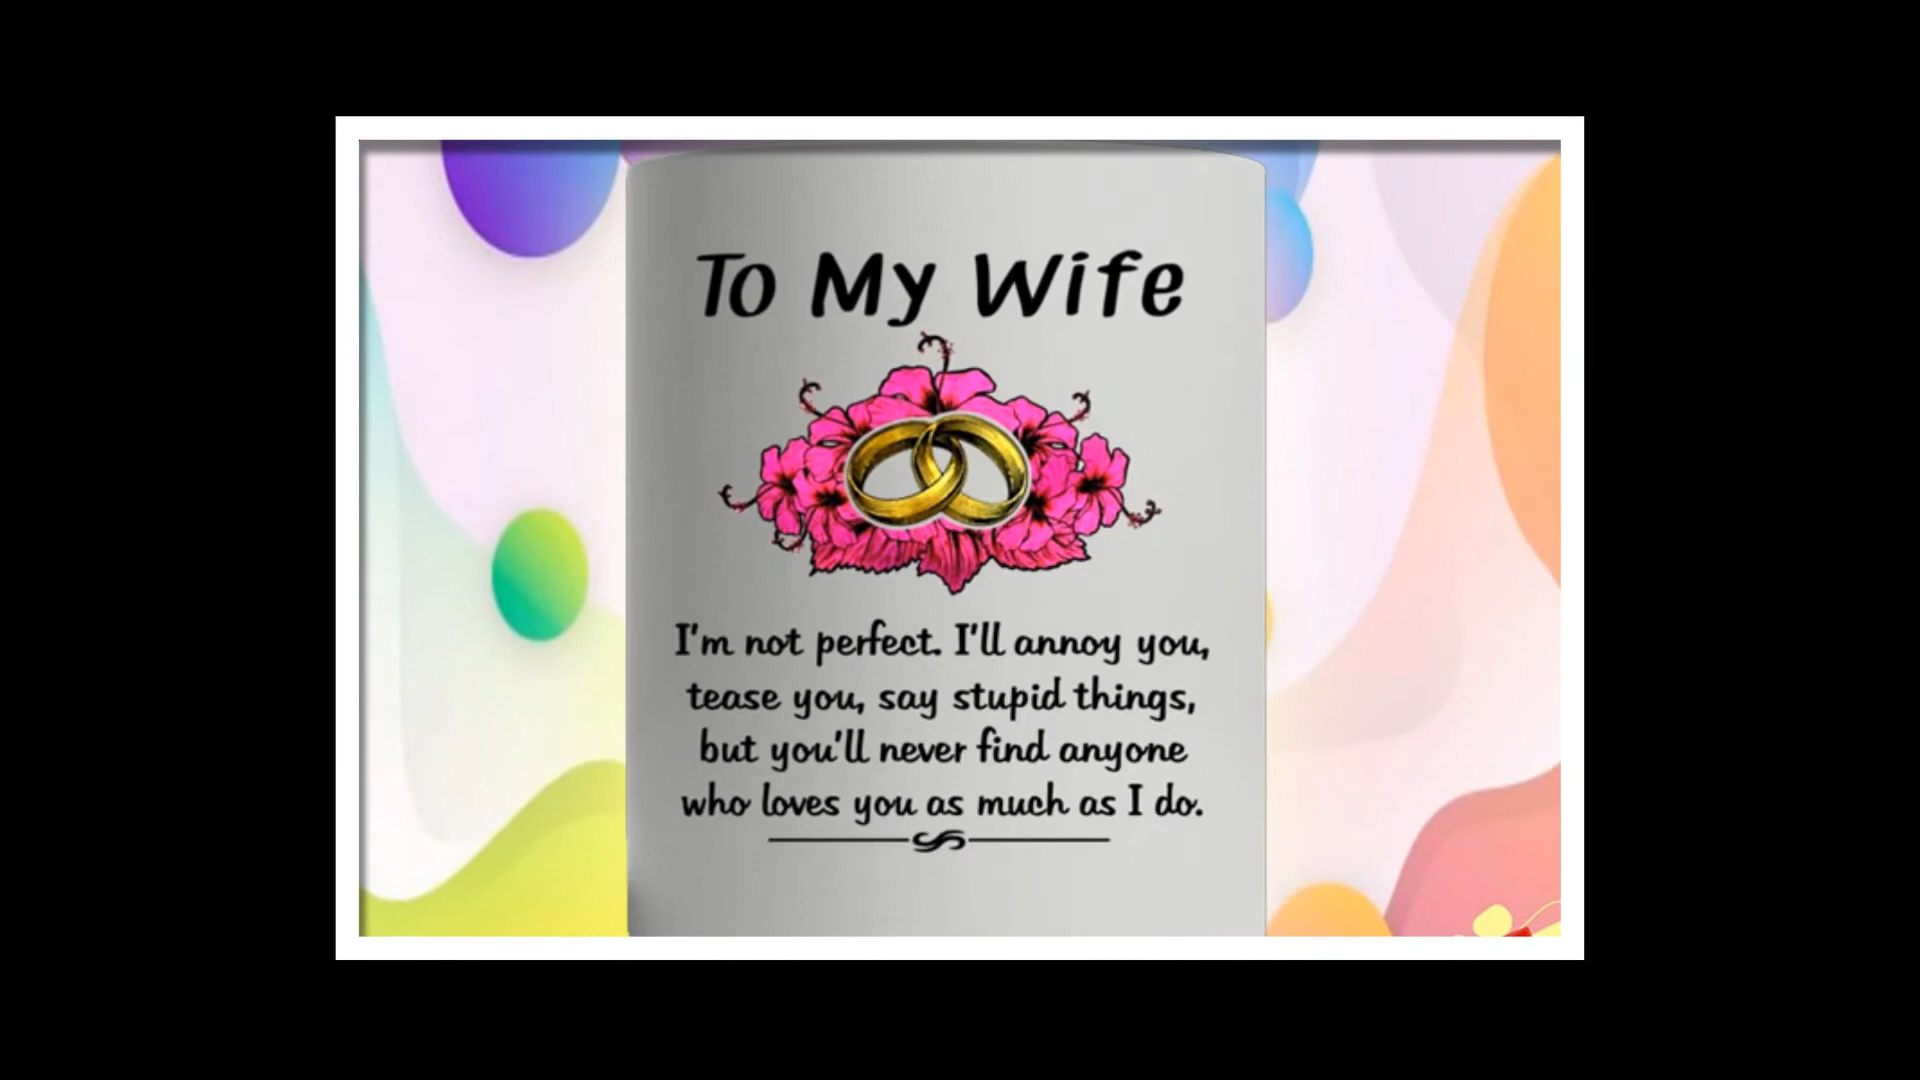 To My Wife
I'm not perfect. I'll annoy you,
tease you, say stupid things,
but you'll never find anyone
who loves you as much as I do.